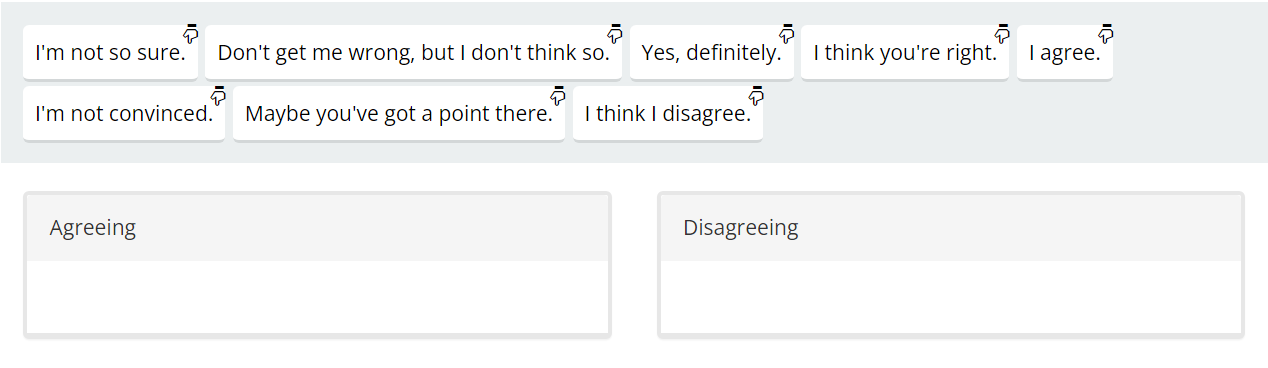 I'm not so sure. Don't get me wrong, but I don't think so. Yes, definitely. I think you're right. I agree.
I'm not convinced. Maybe you've got a point there. I think I disagree.
Agreeing Disagreeing